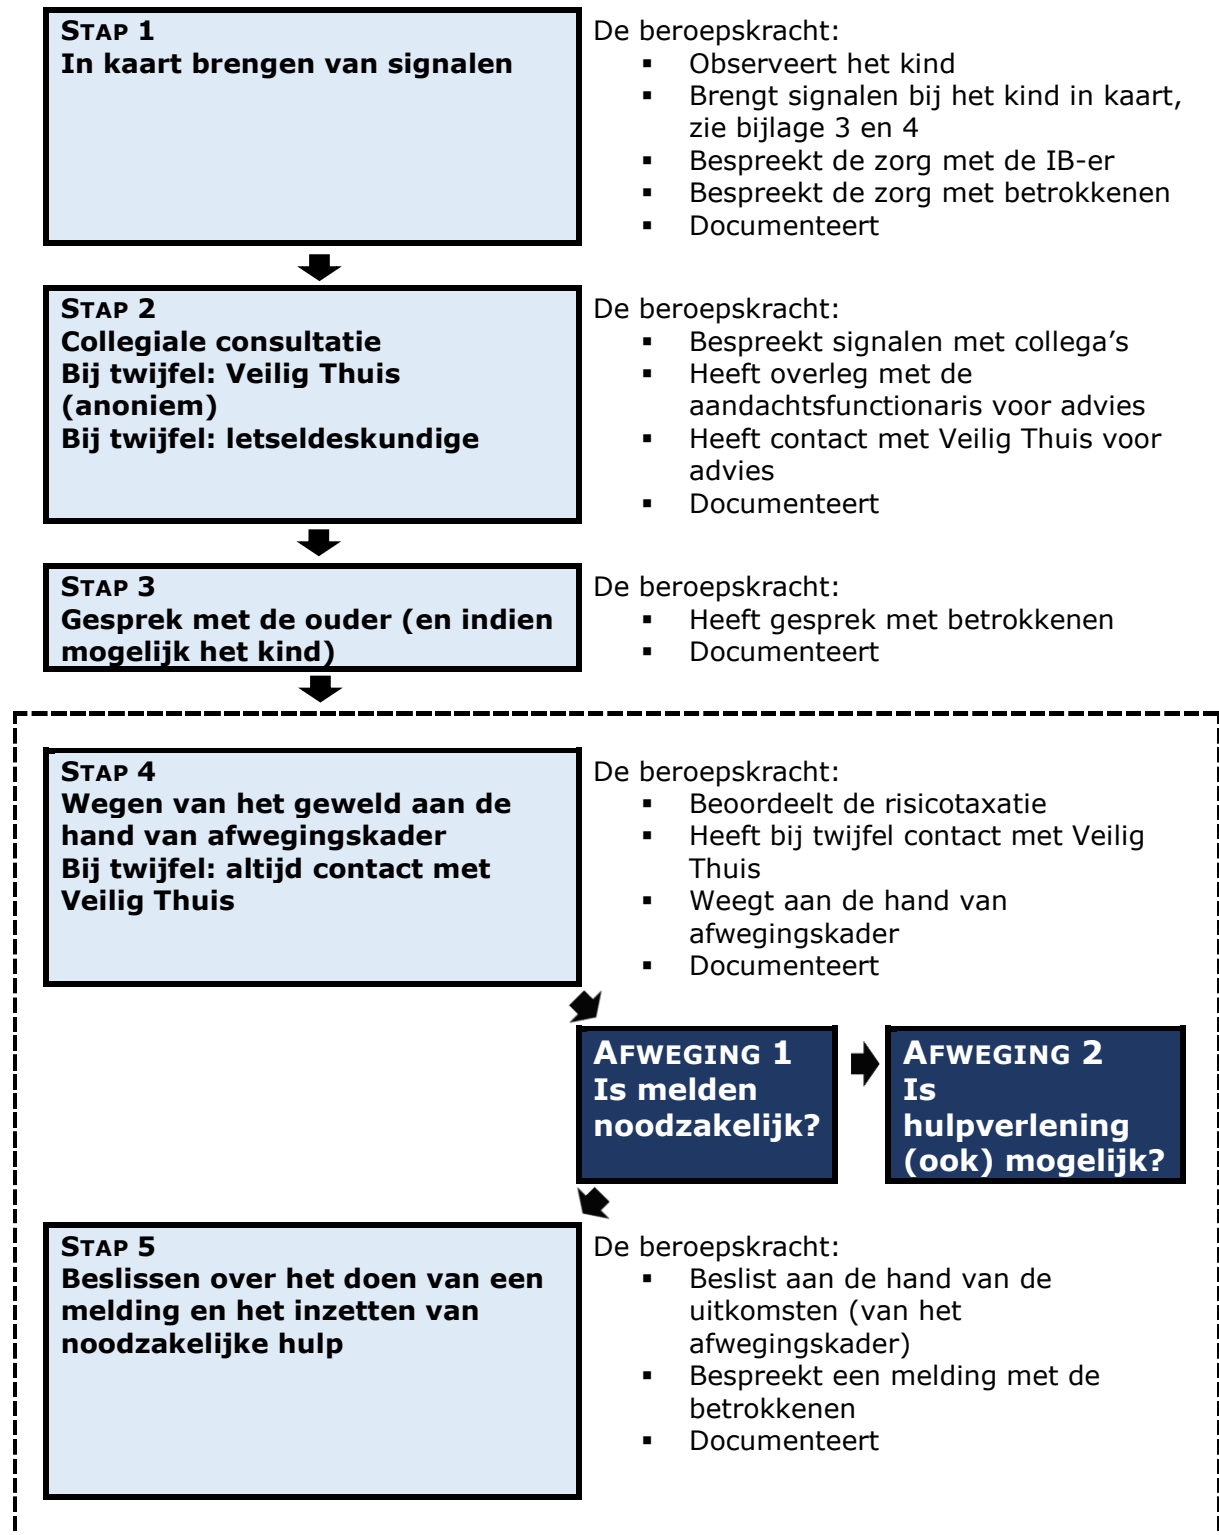 STAP 1
In kaart brengen van signalen
De beroepskracht:
▪ Observeert het kind
▪ Brengt signalen bij het kind in kaart,
zie bijlage 3 en 4
▪ Bespreekt de zorg met de IB-er
▪ Bespreekt de zorg met betrokkenen
▪ Documenteert
STAP 2
Collegiale consultatie
Bij twijfel: Veilig Thuis
(anoniem)
Bij twijfel: letseldeskundige
De beroepskracht:
▪ Bespreekt signalen met collega’s
▪ Heeft overleg met de
aandachtsfunctionaris voor advies
▪ Heeft contact met Veilig Thuis voor
advies
▪ Documenteert
STAP 3
Gesprek met de ouder (en indien
mogelijk het kind)
De beroepskracht:
▪ Heeft gesprek met betrokkenen
▪ Documenteert
STAP 4
Wegen van het geweld aan de
hand van afwegingskader
Bij twijfel: altijd contact met
Veilig Thuis
De beroepskracht:
▪ Beoordeelt de risicotaxatie
▪ Heeft bij twijfel contact met Veilig
Thuis
▪ Weegt aan de hand van
afwegingskader
▪ Documenteert
AFWEGING 1
Is melden
noodzakelijk?
AFWEGING 2
Is
hulpverlening
(ook) mogelijk?
STAP 5
Beslissen over het doen van een
melding en het inzetten van
noodzakelijke hulp
De beroepskracht:
▪ Beslist aan de hand van de
uitkomsten (van het
afwegingskader)
▪ Bespreekt een melding met de
betrokkenen
▪ Documenteert